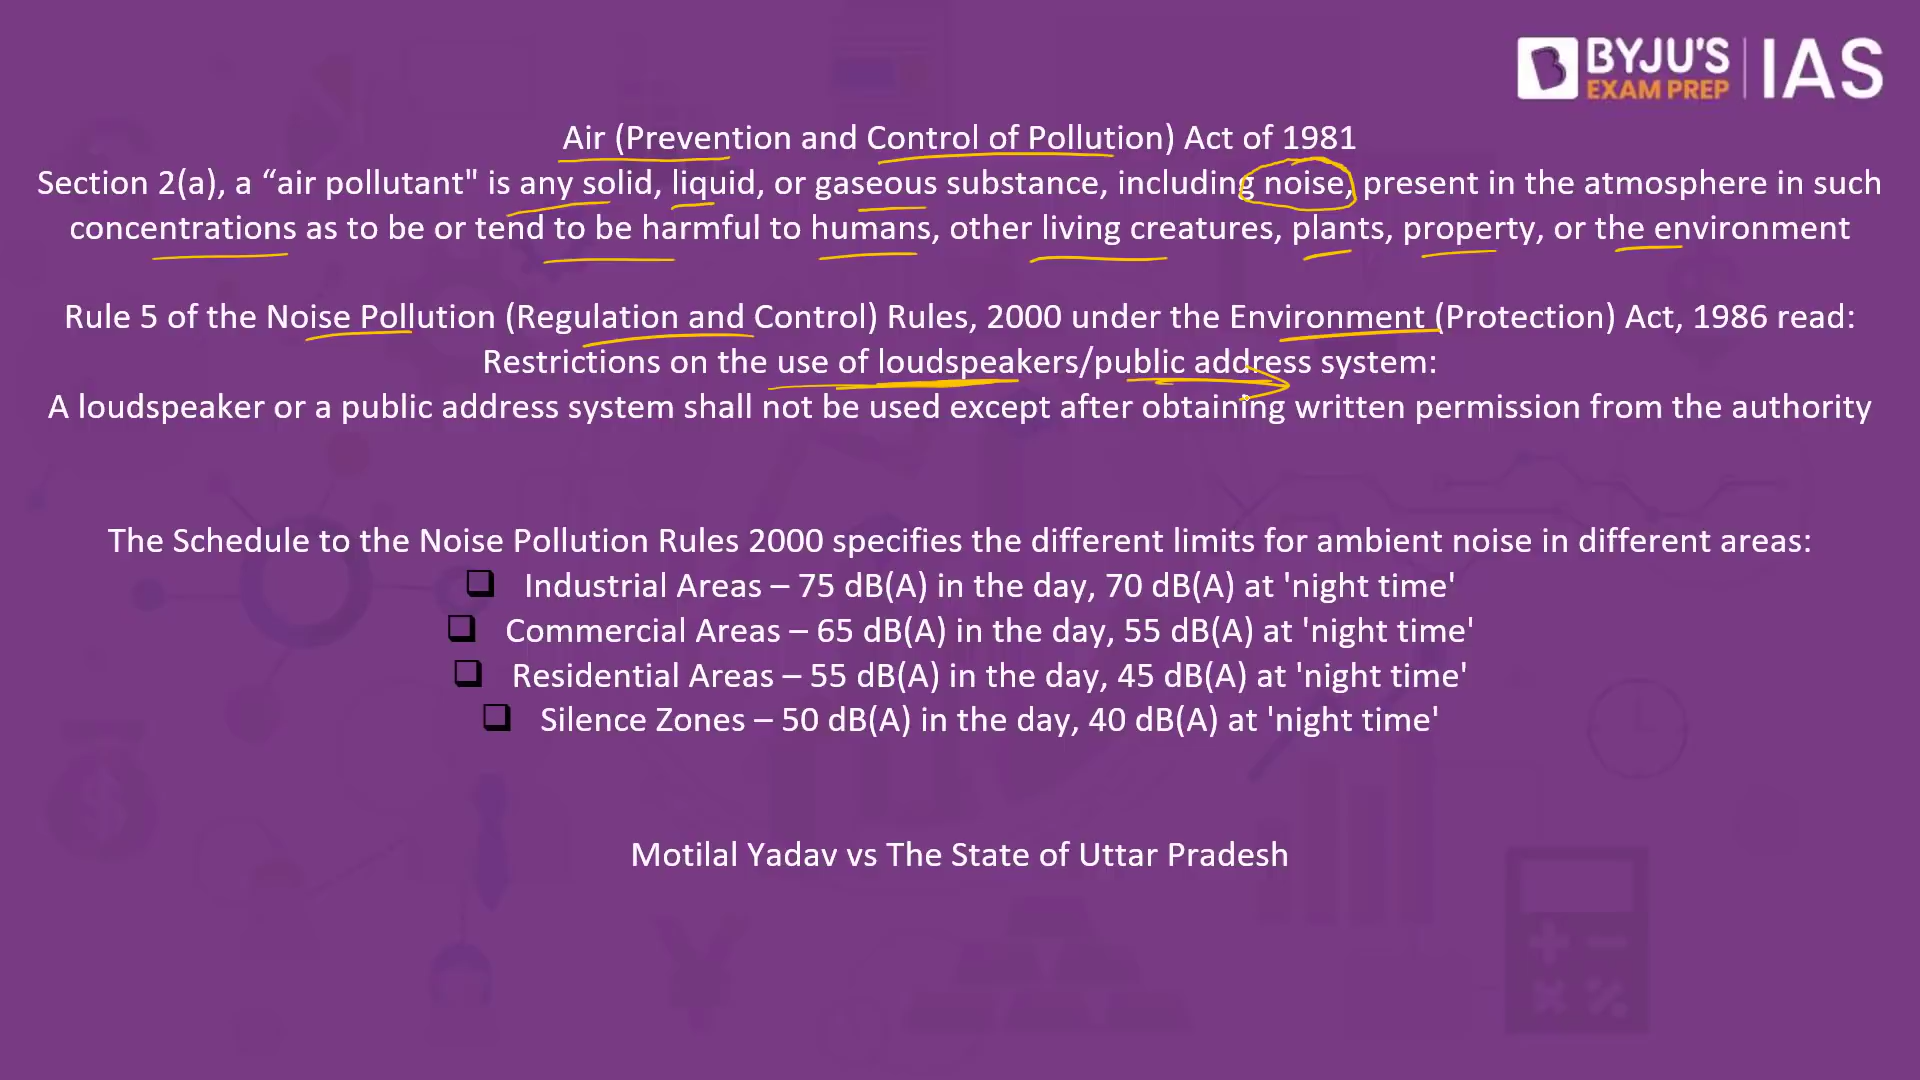 BYJU'S
EXAM PREP
IAS
Air (Prevention and Control of Pollution) Act of 1981
Section 2(a), a “air pollutant" is any solid, liquid, or gaseous substance, including noise, present in the atmosphere in such
concentrations as to be or tend to be harmful to humans, other living creatures, plants, property, or the environment
Rule 5 of the Noise Pollution (Regulation and Control) Rules, 2000 under the Environment (Protection) Act, 1986 read:
Restrictions on the use of loudspeakers/public address system:
A loudspeaker or a public address system shall not be used except after obtaining written permission from the authority
The Schedule to the Noise Pollution Rules 2000 specifies the different limits for ambient noise in different areas:
Industrial Areas – 75 dB(A) in the day, 70 dB(A) at 'night time'
Commercial Areas – 65 dB(A) in the day, 55 dB(A) at 'night time'
Residential Areas – 55 dB(A) in the day, 45 dB(A) at 'night time'
Silence Zones – 50 dB(A) in the day, 40 dB(A) at 'night time'
Motilal Yadav vs The State of Uttar Pradesh